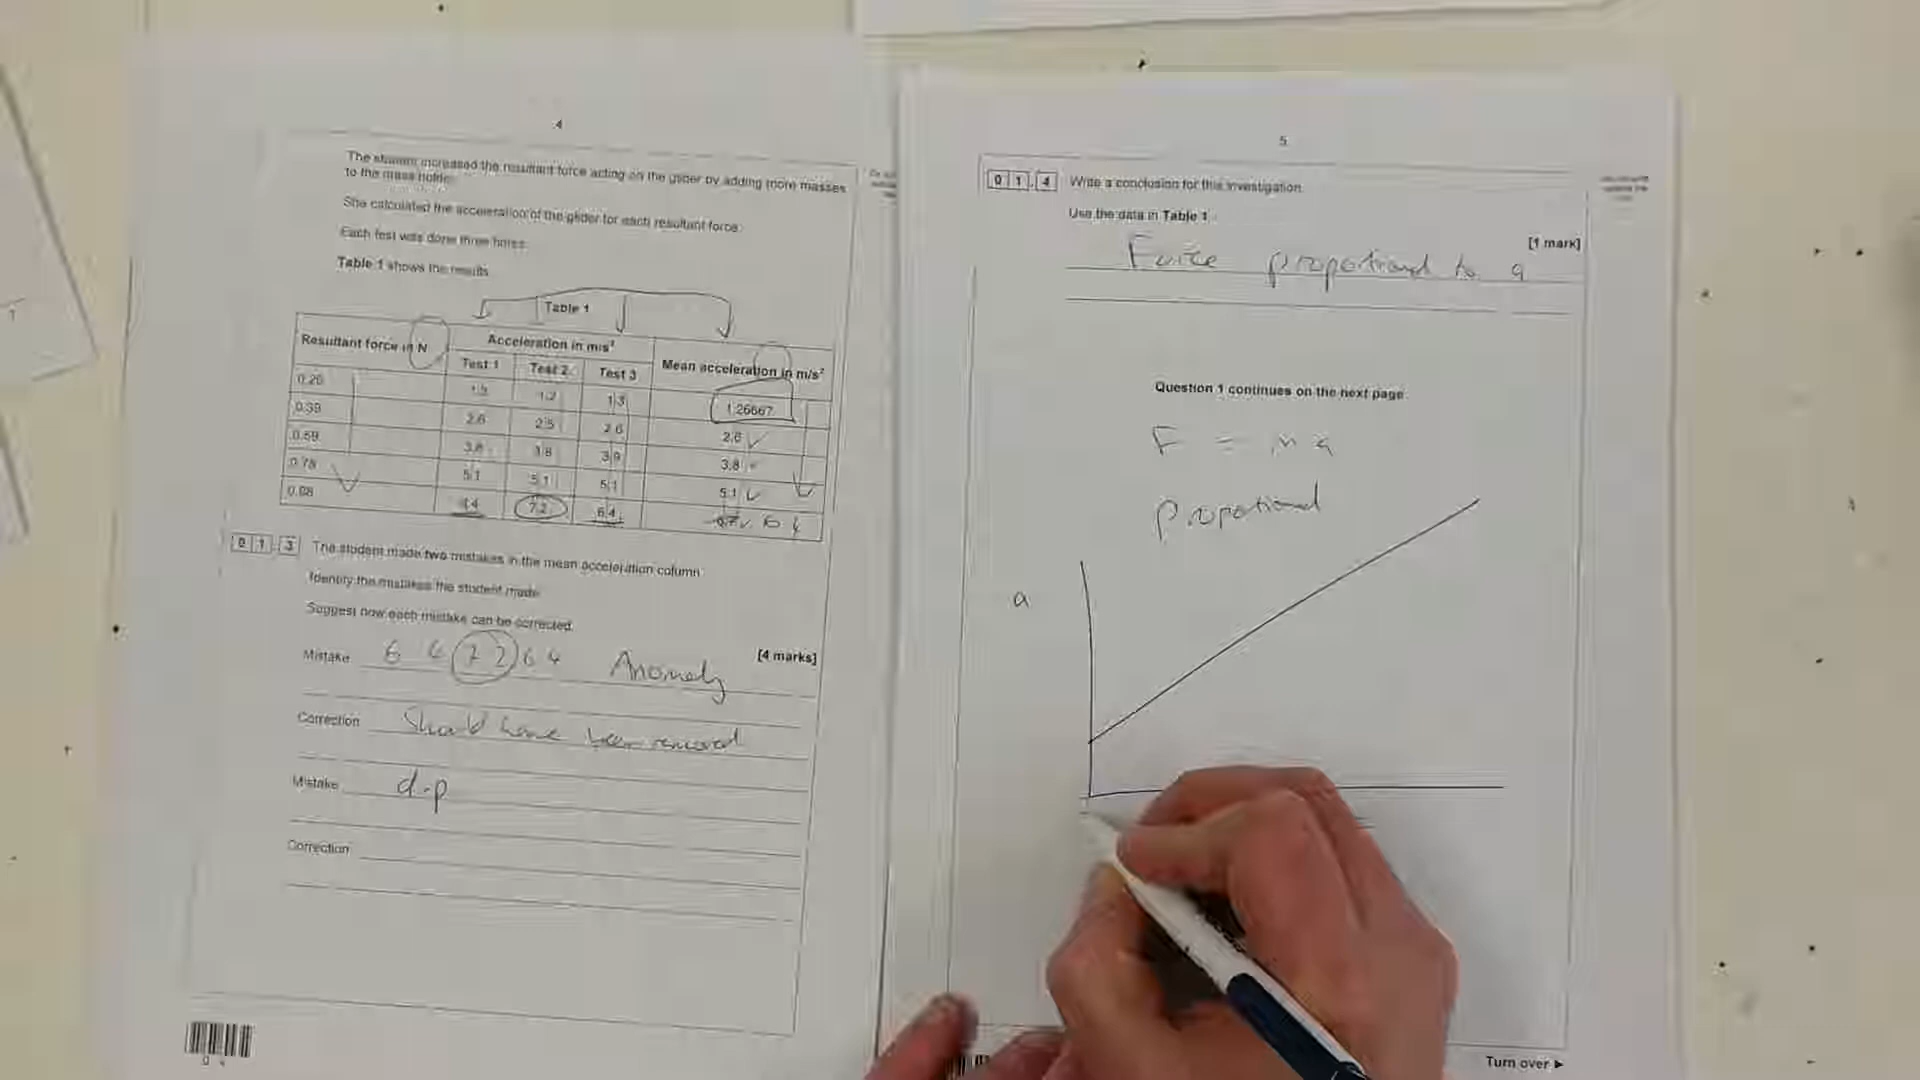 4
The student increased the resultant force acting on the glider by adding more masses
to the mass holder.
She calculated the acceleration of the glider for each resultant force.
Each test was done three times.
Table 1 shows the results.
Table 1
Resultant force in N
Acceleration in m/s²
Mean acceleration in m/s²
Test 1 Test 2 Test 3
0.20 1.3 1.2 1.3 1.26667
0.39 2.6 2.5 2.6 2.6
0.59 3.8 3.8 3.9 3.8
0.78 5.1 5.1 5.1 5.1
0.98 6.4 7.2 6.4 6.4
0 1 . 3 The student made two mistakes in the mean acceleration column.
Identify the mistakes the student made.
Suggest how each mistake can be corrected.
[4 marks]
Mistake 6.4 7.2 6.4 Anomaly
Correction Should have been removed
Mistake d.p
Correction
0 4
5
0 1 . 4 Write a conclusion for this investigation.
Use the data in Table 1.
[1 mark]
Force proportional to a
Question 1 continues on the next page
F = m a
proportional
a
Turn over ►